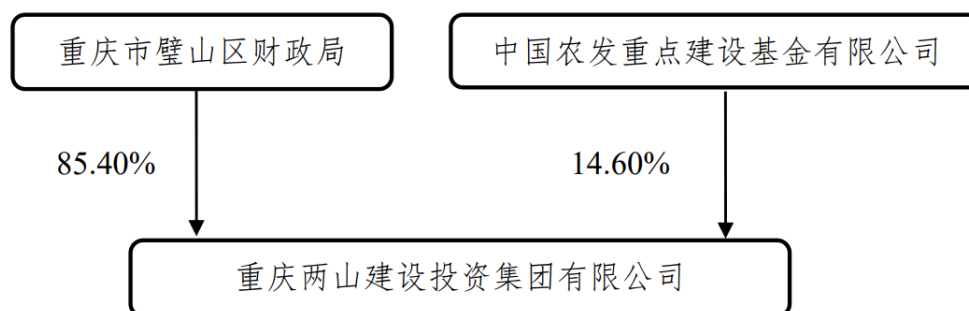 重庆市璧山区财政局
中国农发重点建设基金有限公司
85.40%
14.60%
重庆两山建设投资集团有限公司